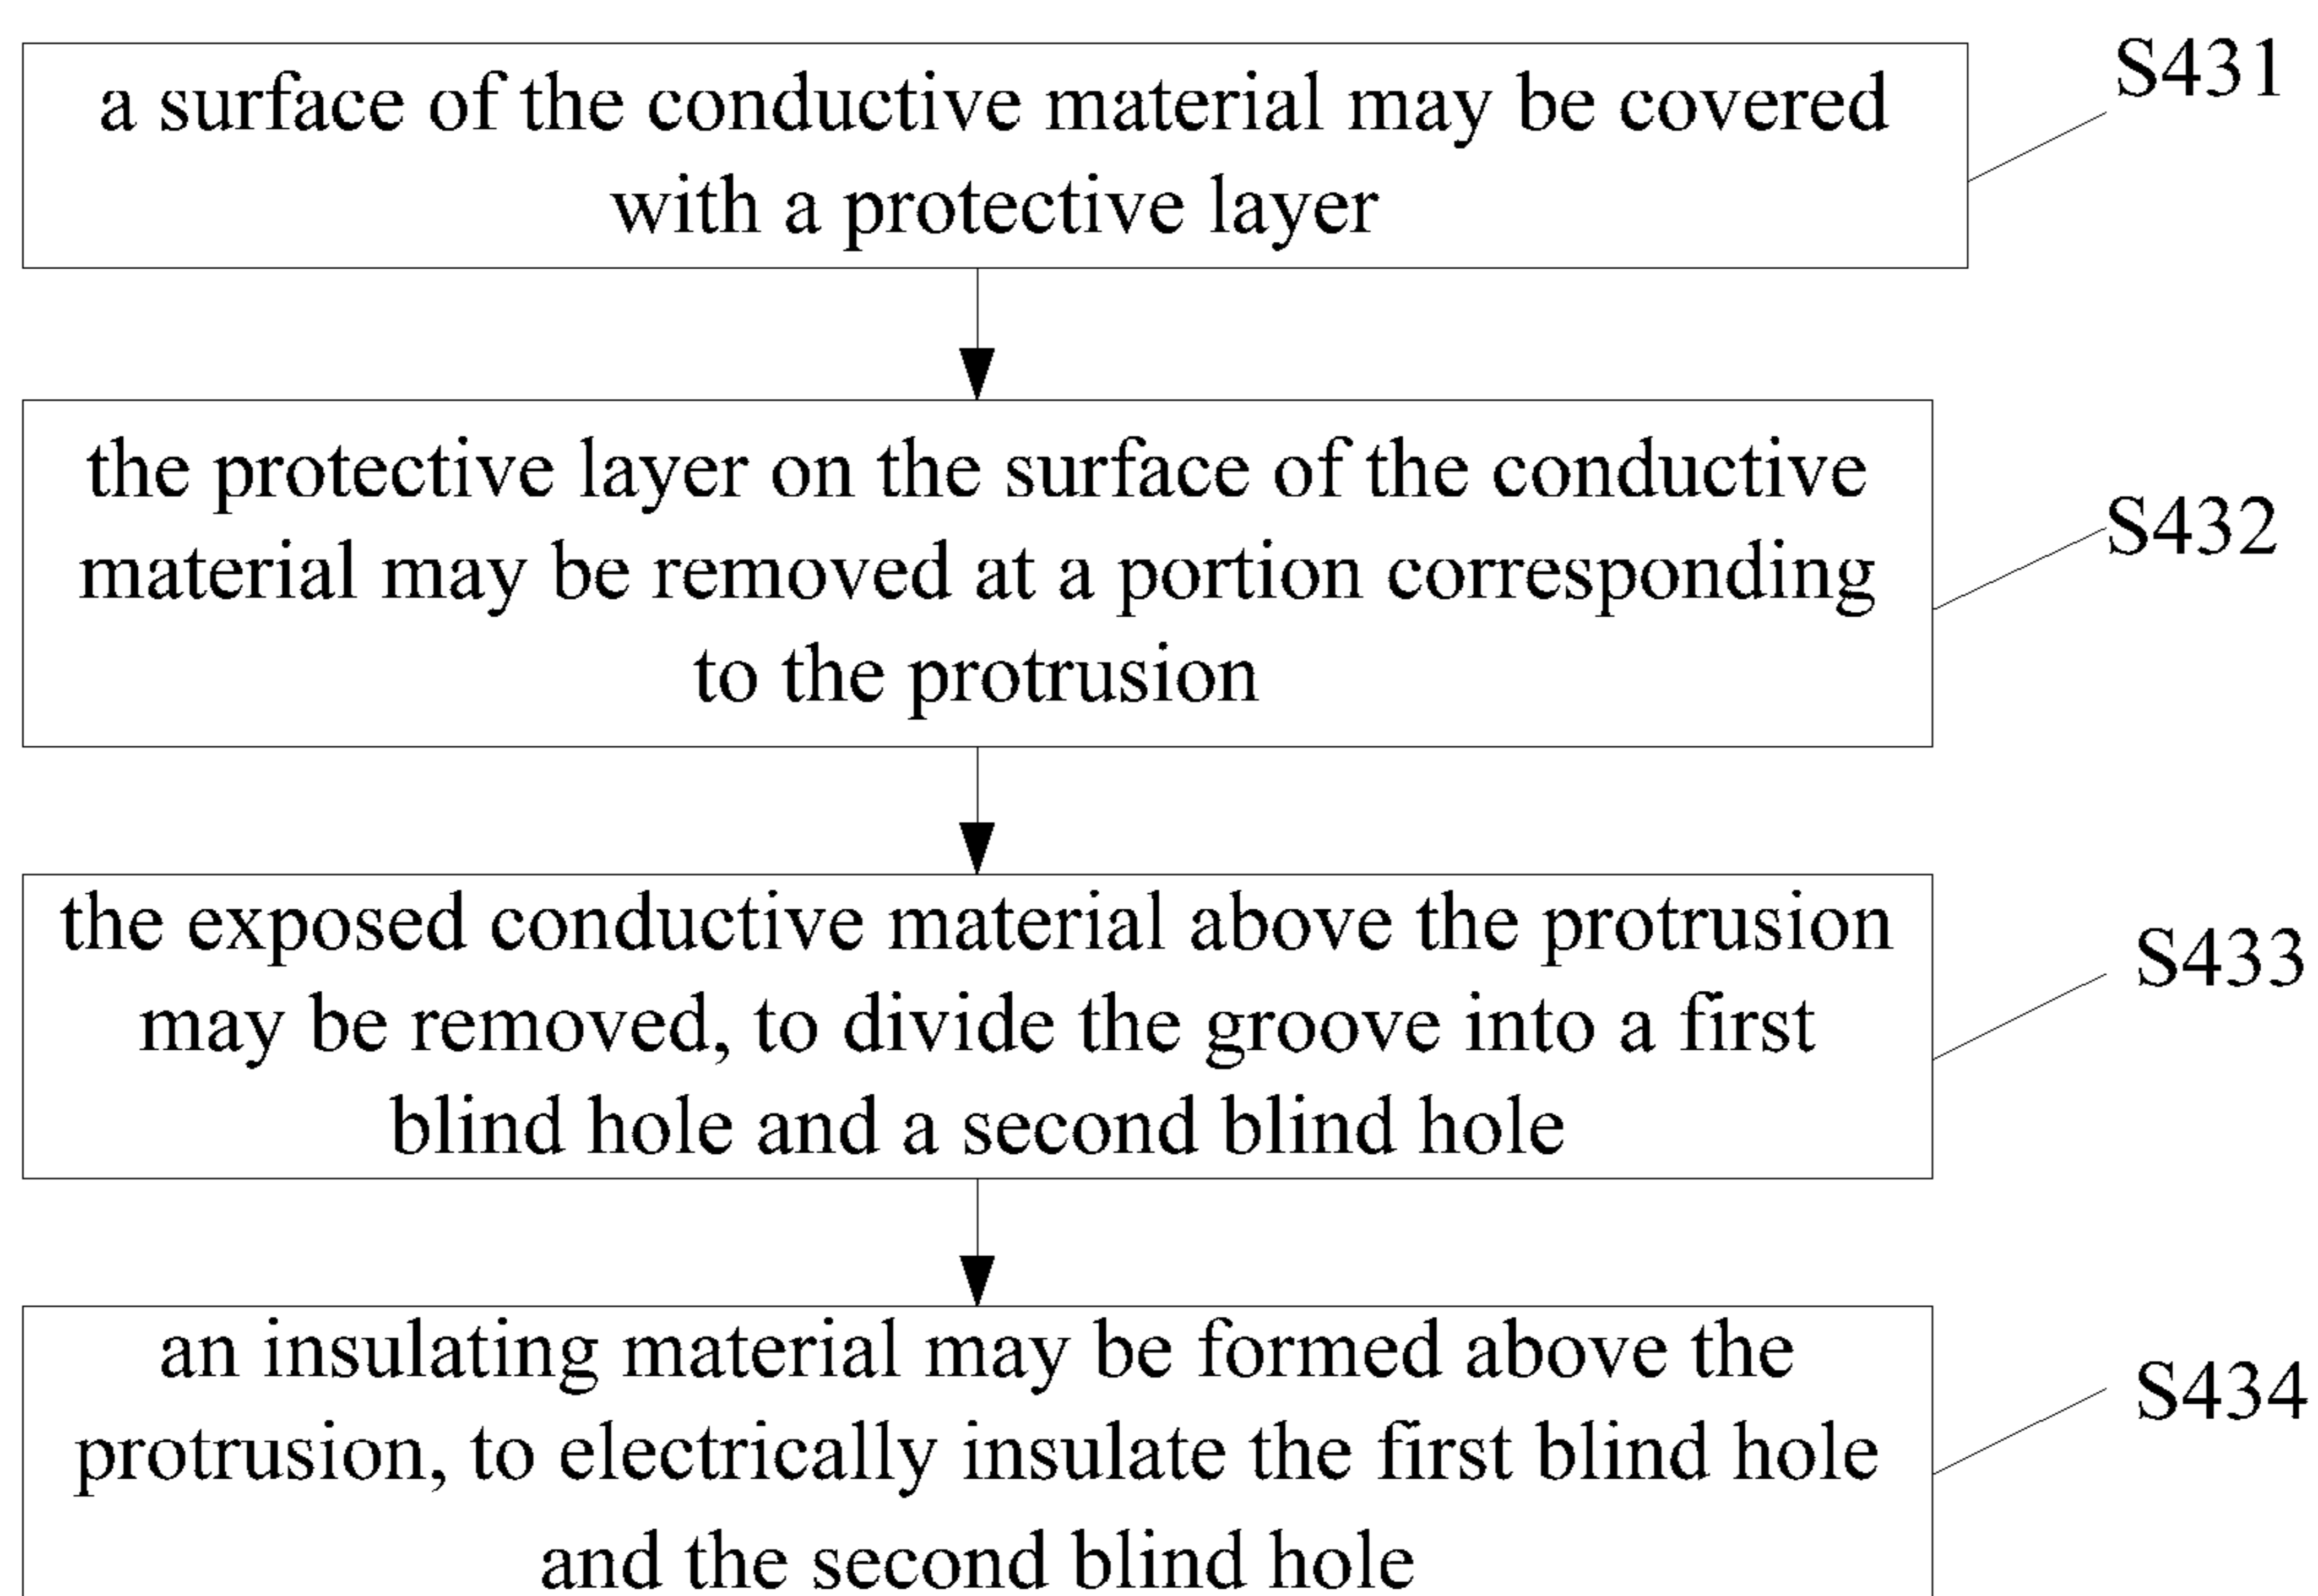 a surface of the conductive material may be covered
with a protective layer
S431
the protective layer on the surface of the conductive
material may be removed at a portion corresponding
to the protrusion
S432
the exposed conductive material above the protrusion
may be removed, to divide the groove into a first
blind hole and a second blind hole
S433
an insulating material may be formed above the
protrusion, to electrically insulate the first blind hole
and the second blind hole
S434